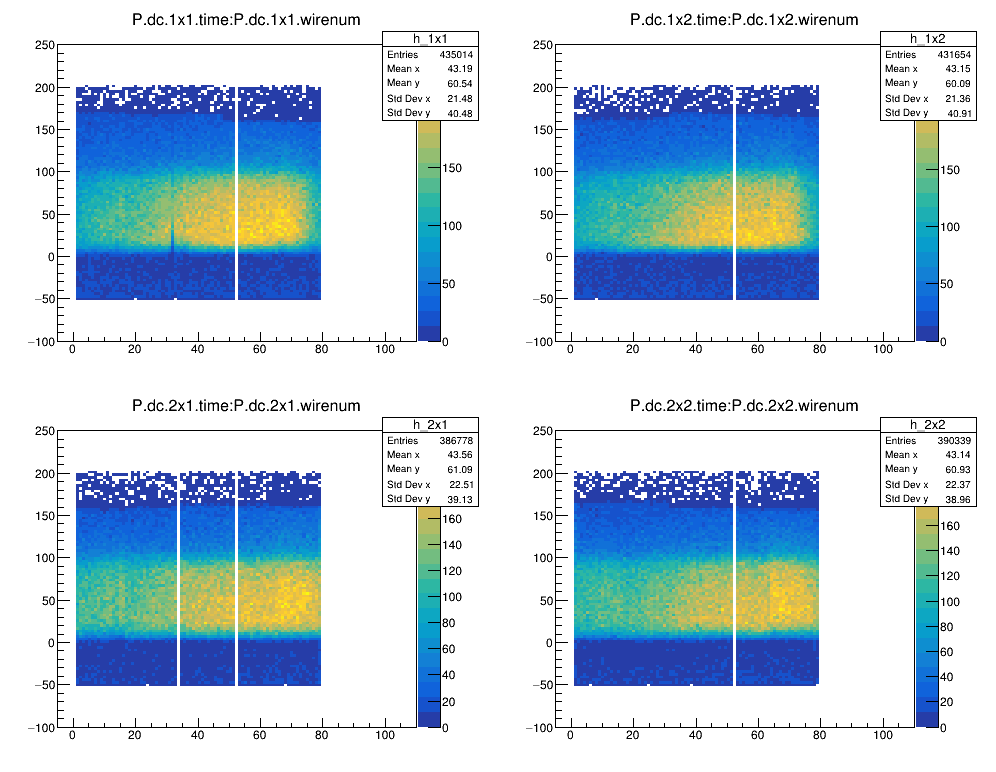 P.dc.1x1.time:P.dc.1x1.wirenum
h_1x1
Entries 435014
Mean x 43.19
Mean y 60.54
Std Dev x 21.48
Std Dev y 40.48
250
200
150
100
50
0
−50
−100
0 20 40 60 80 100
150
100
50
0
P.dc.1x2.time:P.dc.1x2.wirenum
h_1x2
Entries 431654
Mean x 43.15
Mean y 60.09
Std Dev x 21.36
Std Dev y 40.91
250
200
150
100
50
0
−50
−100
0 20 40 60 80 100
150
100
50
0
P.dc.2x1.time:P.dc.2x1.wirenum
h_2x1
Entries 386778
Mean x 43.56
Mean y 61.09
Std Dev x 22.51
Std Dev y 39.13
250
200
150
100
50
0
−50
−100
0 20 40 60 80 100
160
140
120
100
80
60
40
20
0
P.dc.2x2.time:P.dc.2x2.wirenum
h_2x2
Entries 390339
Mean x 43.14
Mean y 60.93
Std Dev x 22.37
Std Dev y 38.96
250
200
150
100
50
0
−50
−100
0 20 40 60 80 100
160
140
120
100
80
60
40
20
0